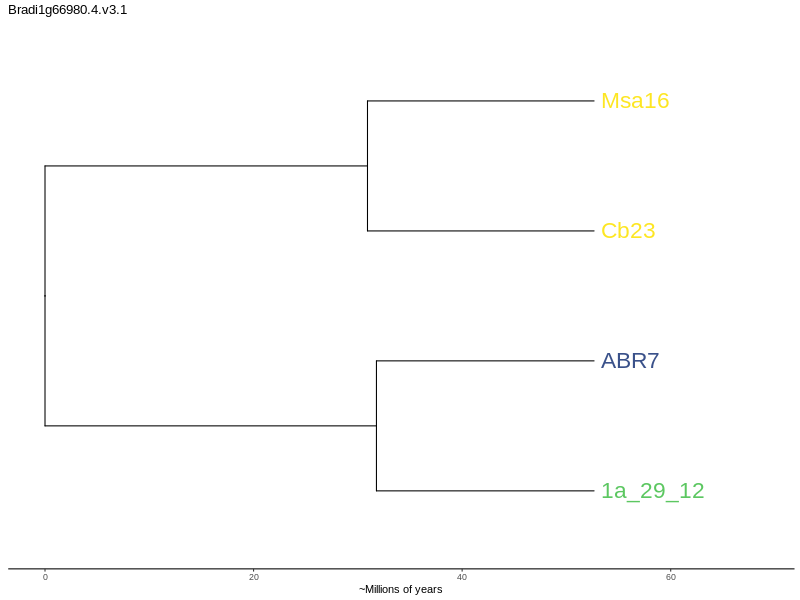 Bradi1g66980.4.v3.1
Msa16
Cb23
ABR7
1a_29_12
0 20 40 60
~Millions of years